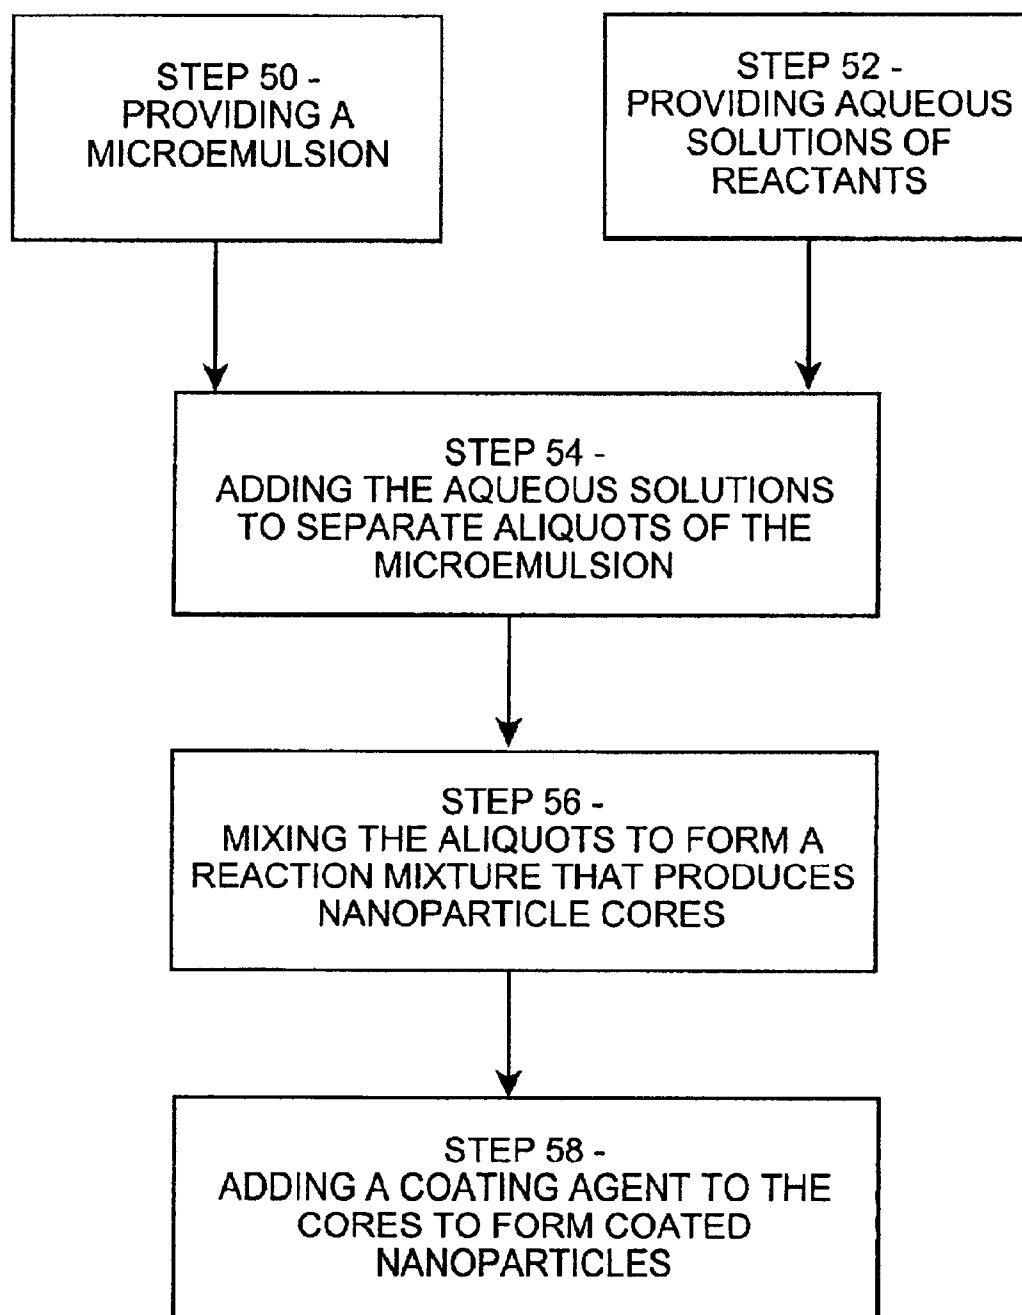 STEP 50 -
PROVIDING A
MICROEMULSION
STEP 52 -
PROVIDING AQUEOUS
SOLUTIONS OF
REACTANTS
STEP 54 -
ADDING THE AQUEOUS SOLUTIONS
TO SEPARATE ALIQUOTS OF THE
MICROEMULSION
STEP 56 -
MIXING THE ALIQUOTS TO FORM A
REACTION MIXTURE THAT PRODUCES
NANOPARTICLE CORES
STEP 58 -
ADDING A COATING AGENT TO THE
CORES TO FORM COATED
NANOPARTICLES